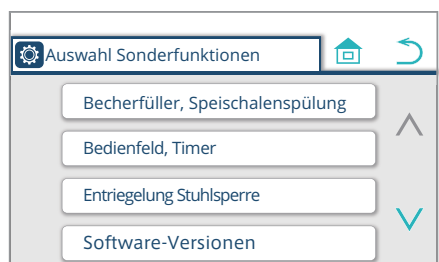 Auswahl Sonderfunktionen
Becherfüller, Speischalenspülung
Bedienfeld, Timer
Entriegelung Stuhlsperre
Software-Versionen